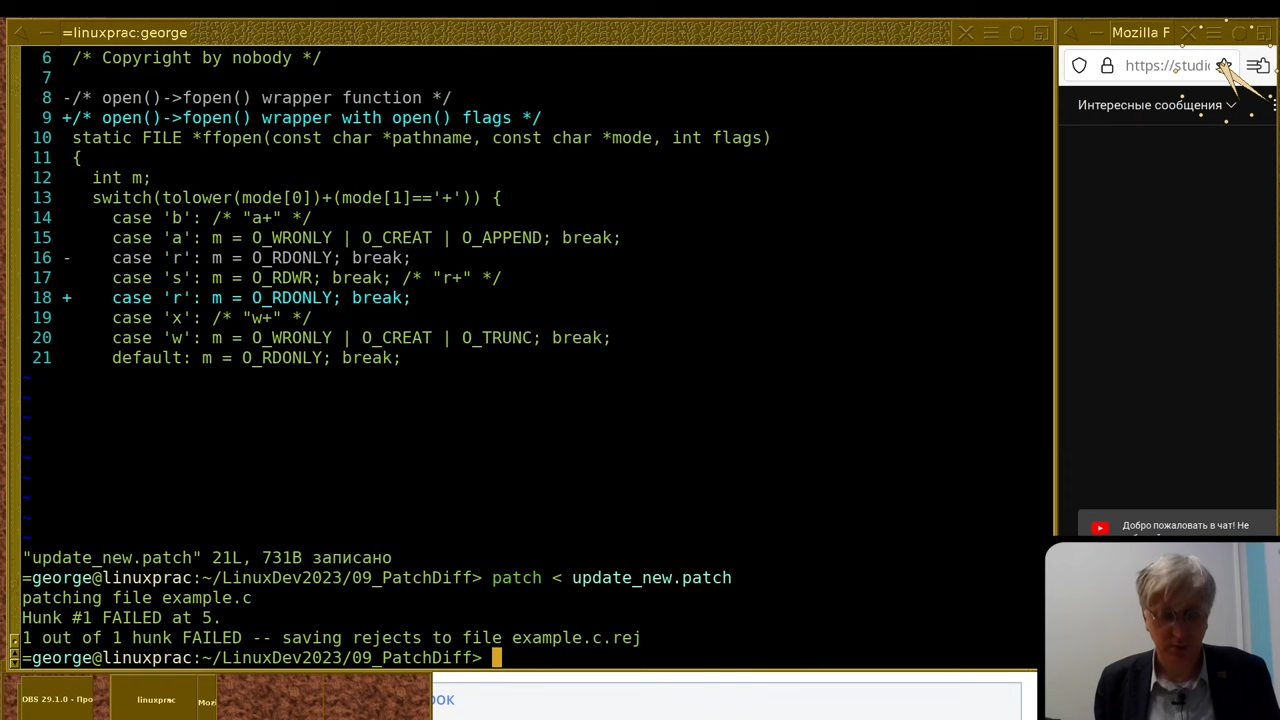 =linuxprac:george
6 /* Copyright by nobody */
7
8 -/* open()->fopen() wrapper function */
9 +/* open()->fopen() wrapper with open() flags */
10 static FILE *ffopen(const char *pathname, const char *mode, int flags)
11 {
12 int m;
13 switch(tolower(mode[0])+(mode[1]=='+')) {
14 case 'b': /* "a+" */
15 case 'a': m = O_WRONLY | O_CREAT | O_APPEND; break;
16 - case 'r': m = O_RDONLY; break;
17 case 's': m = O_RDWR; break; /* "r+" */
18 + case 'r': m = O_RDONLY; break;
19 case 'x': /* "w+" */
20 case 'w': m = O_WRONLY | O_CREAT | O_TRUNC; break;
21 default: m = O_RDONLY; break;
~
~
~
~
~
~
~
~
~
"update_new.patch" 21L, 731B записано
=george@linuxprac:~/LinuxDev2023/09_PatchDiff> patch < update_new.patch
patching file example.c
Hunk #1 FAILED at 5.
1 out of 1 hunk FAILED -- saving rejects to file example.c.rej
=george@linuxprac:~/LinuxDev2023/09_PatchDiff>
Mozilla F
https://studi
Интересные сообщения
Добро пожаловать в чат! Не
OBS 29.1.0 - Про
linuxprac
Mozi